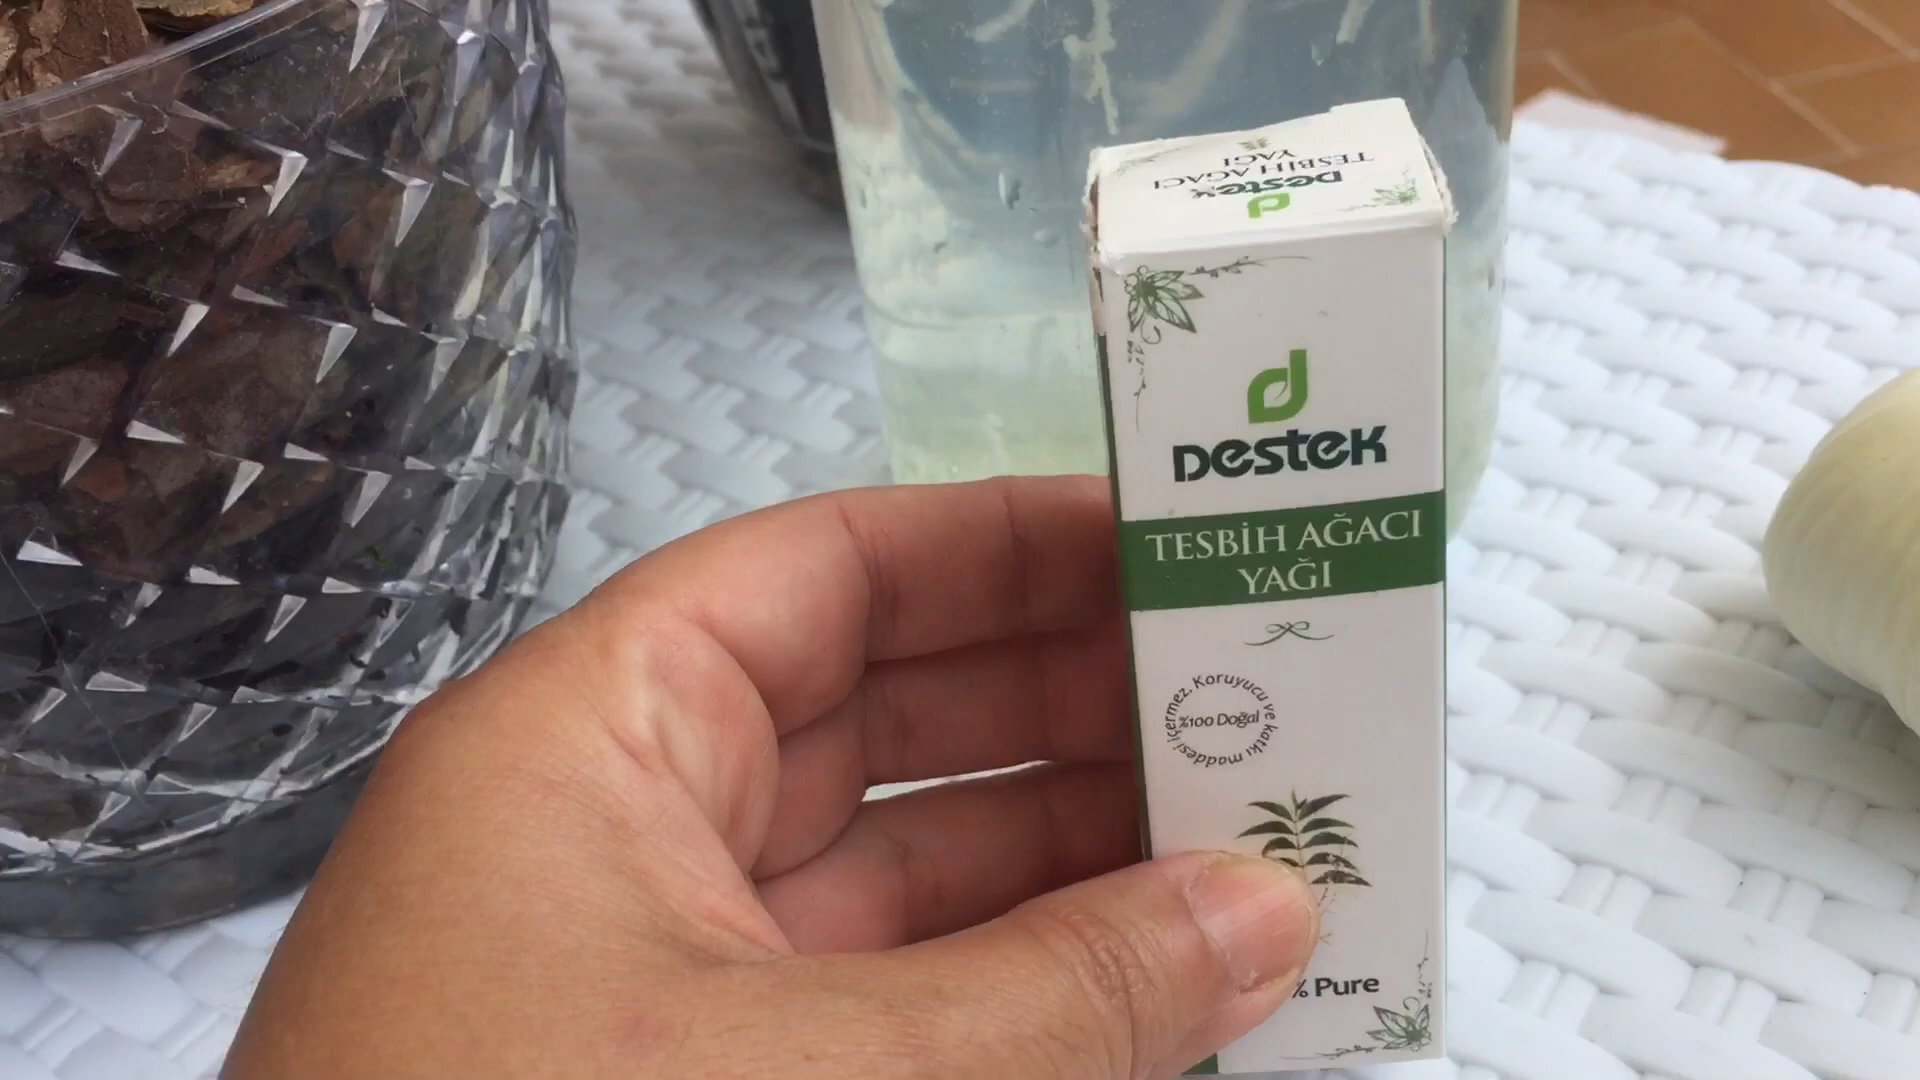 TESBİH AĞACI
YAĞI
Destek
Destek
TESBİH AĞACI
YAĞI
%100 Doğal
Koruyucu ve katkı maddesi içermez.
% Pure